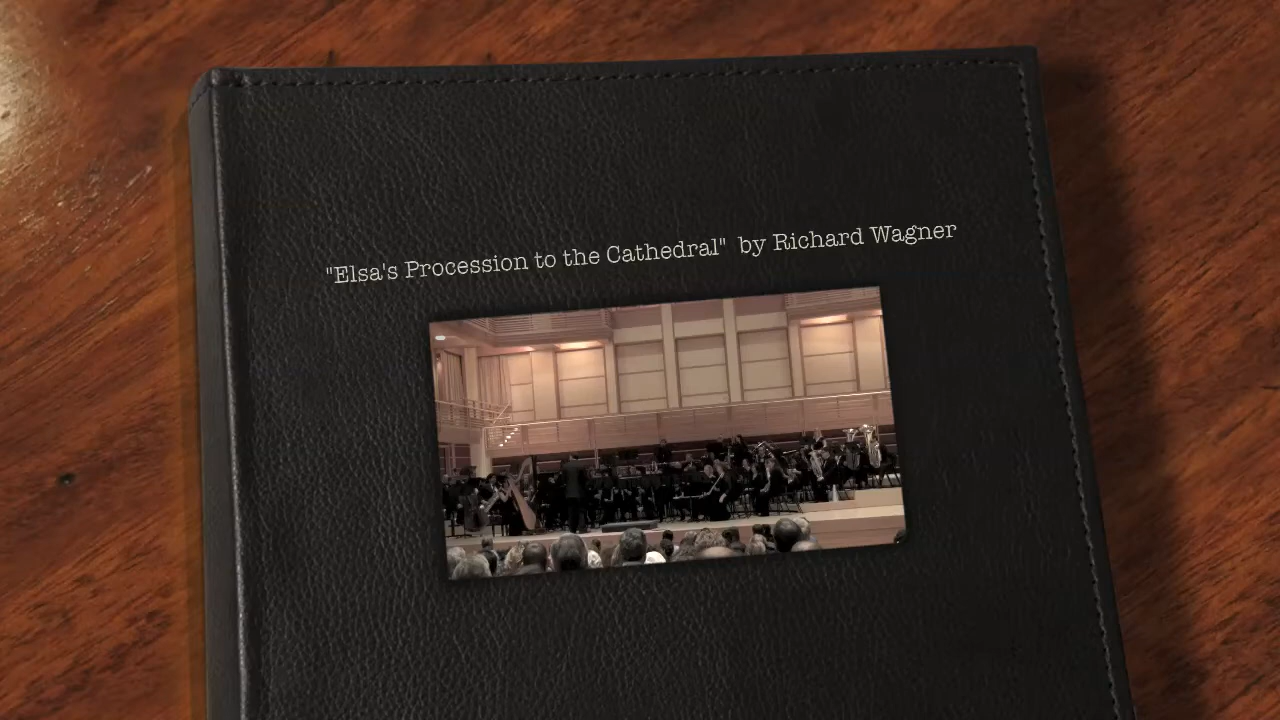 "Elsa's Procession to the Cathedral"  by Richard Wagner